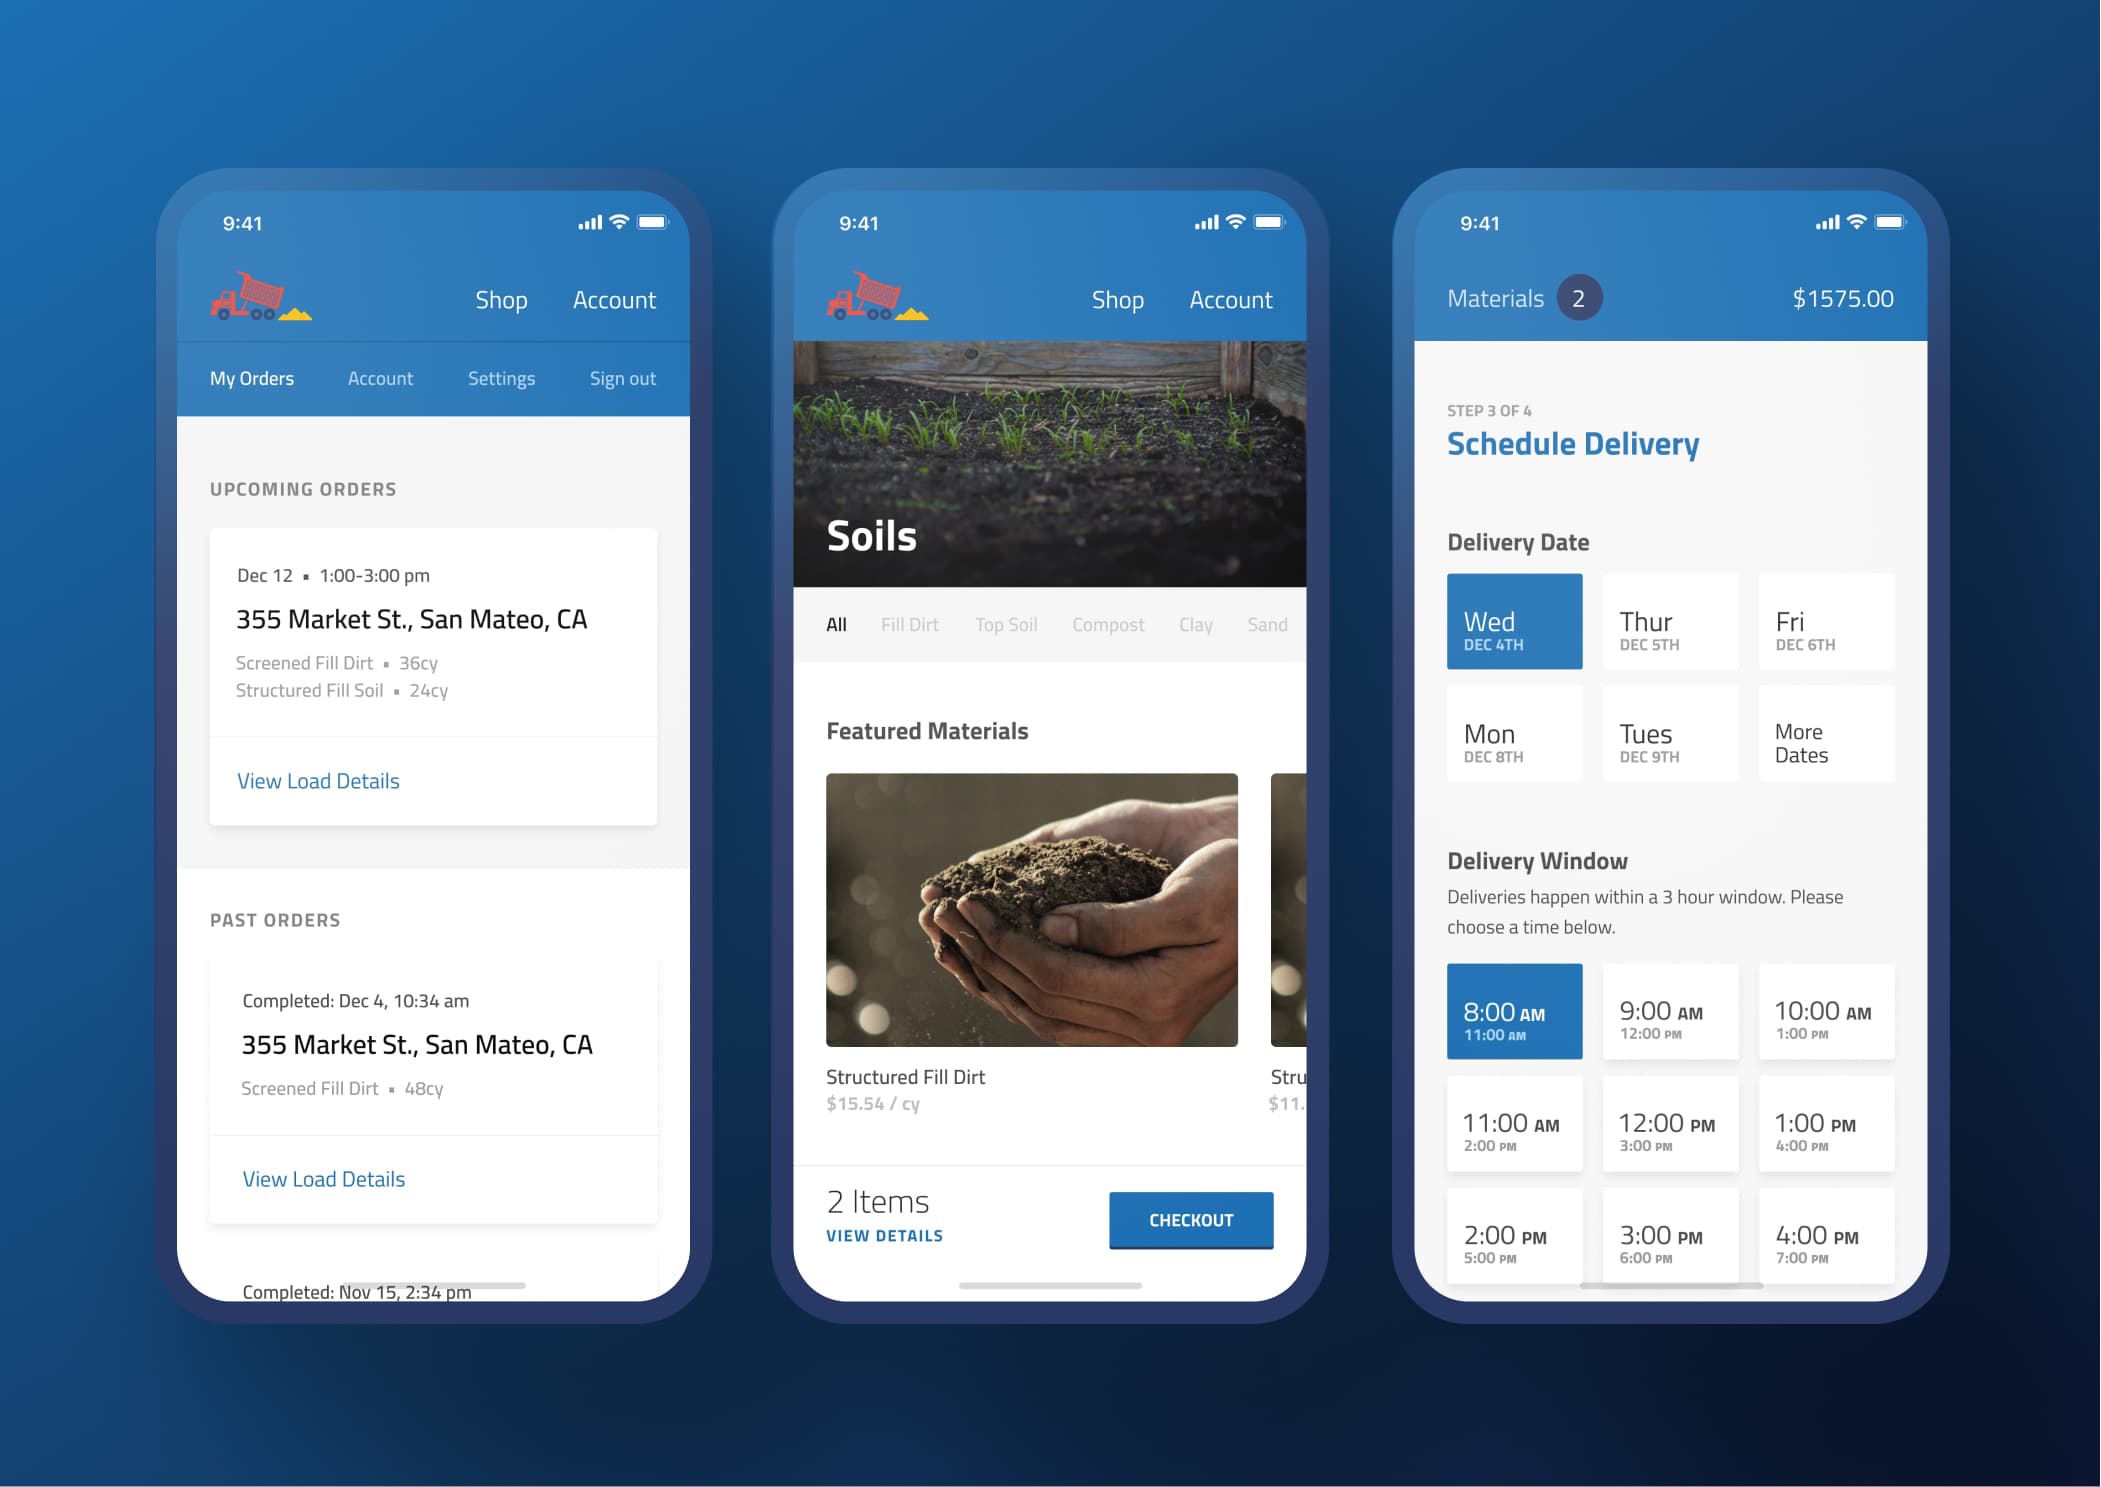 9:41
Shop Account
My Orders Account Settings Sign out
UPCOMING ORDERS
Dec 12 ▪ 1:00-3:00 pm
355 Market St., San Mateo, CA
Screened Fill Dirt ▪ 36cy
Structured Fill Soil ▪ 24cy
View Load Details
PAST ORDERS
Completed: Dec 4, 10:34 am
355 Market St., San Mateo, CA
Screened Fill Dirt ▪ 48cy
View Load Details
Completed: Nov 15, 2:34 pm
9:41
Shop Account
Soils
All Fill Dirt Top Soil Compost Clay Sand
Featured Materials
Structured Fill Dirt Stru
$15.54 / cy $11.
2 Items
VIEW DETAILS
CHECKOUT
9:41
Materials 2 $1575.00
STEP 3 OF 4
Schedule Delivery
Delivery Date
Wed Thur Fri
DEC 4TH DEC 5TH DEC 6TH
Mon Tues More
DEC 8TH DEC 9TH Dates
Delivery Window
Deliveries happen within a 3 hour window. Please
choose a time below.
8:00 AM 9:00 AM 10:00 AM
11:00 AM 12:00 PM 1:00 PM
11:00 AM 12:00 PM 1:00 PM
2:00 PM 3:00 PM 4:00 PM
2:00 PM 3:00 PM 4:00 PM
5:00 PM 6:00 PM 7:00 PM